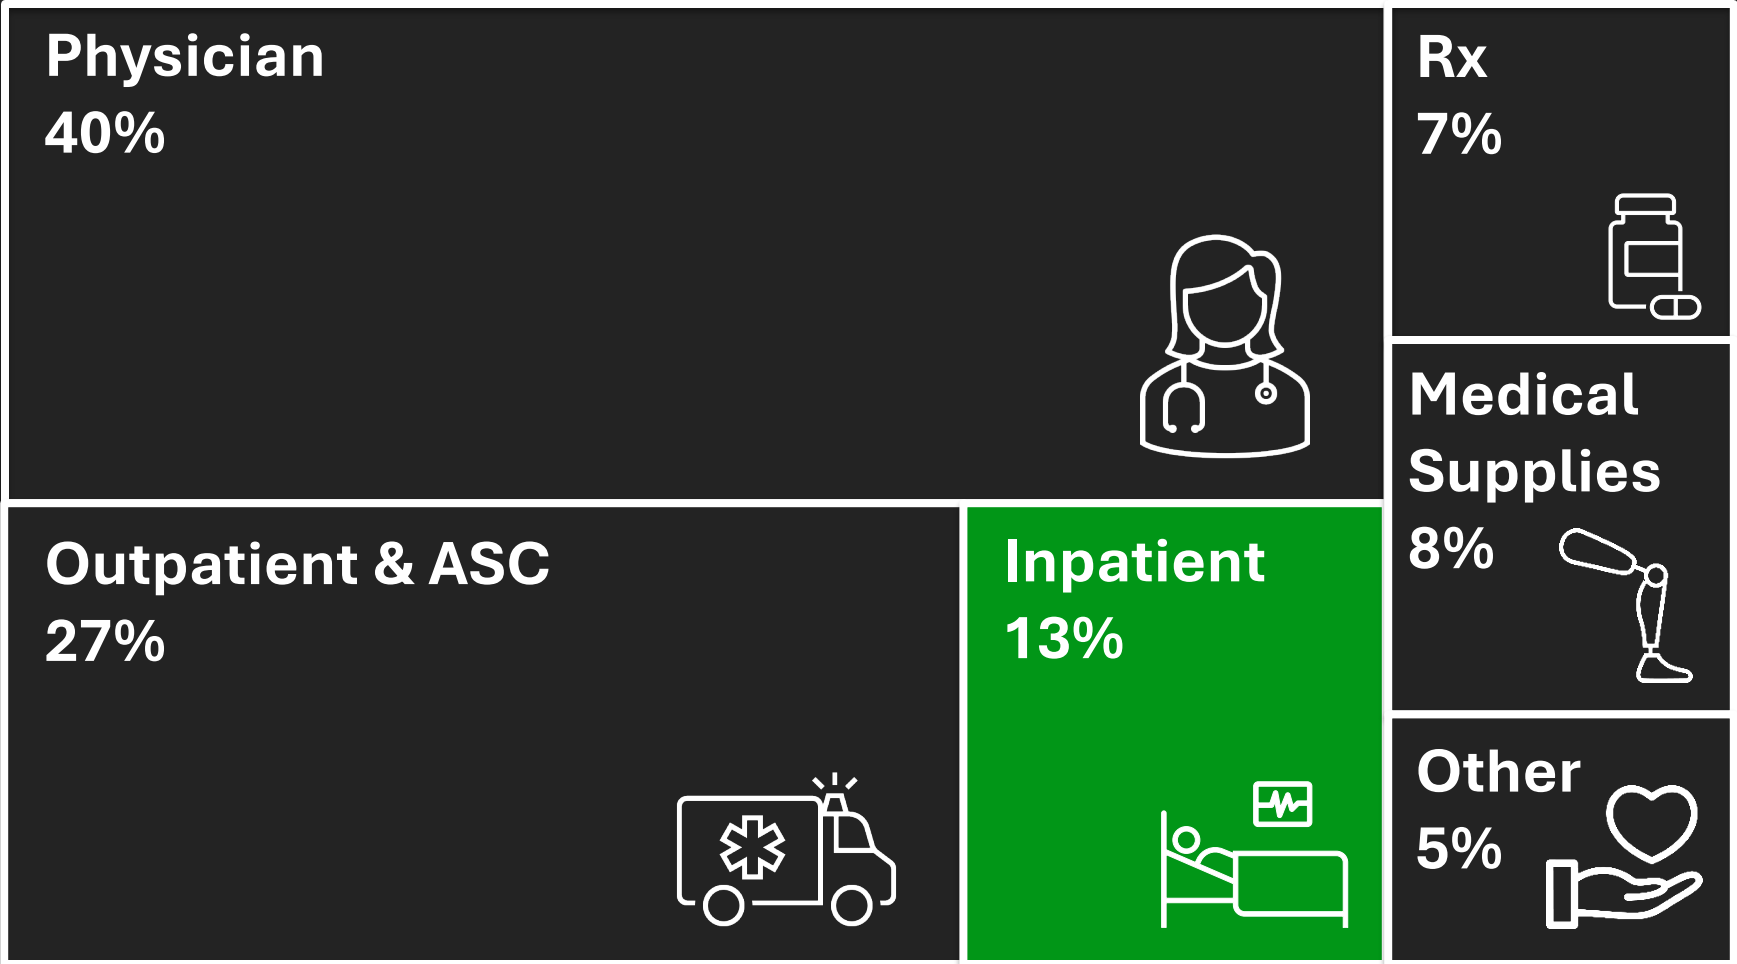 Physician
40%
Rx
7%
Medical
Supplies
8%
Outpatient & ASC
27%
Inpatient
13%
Other
5%